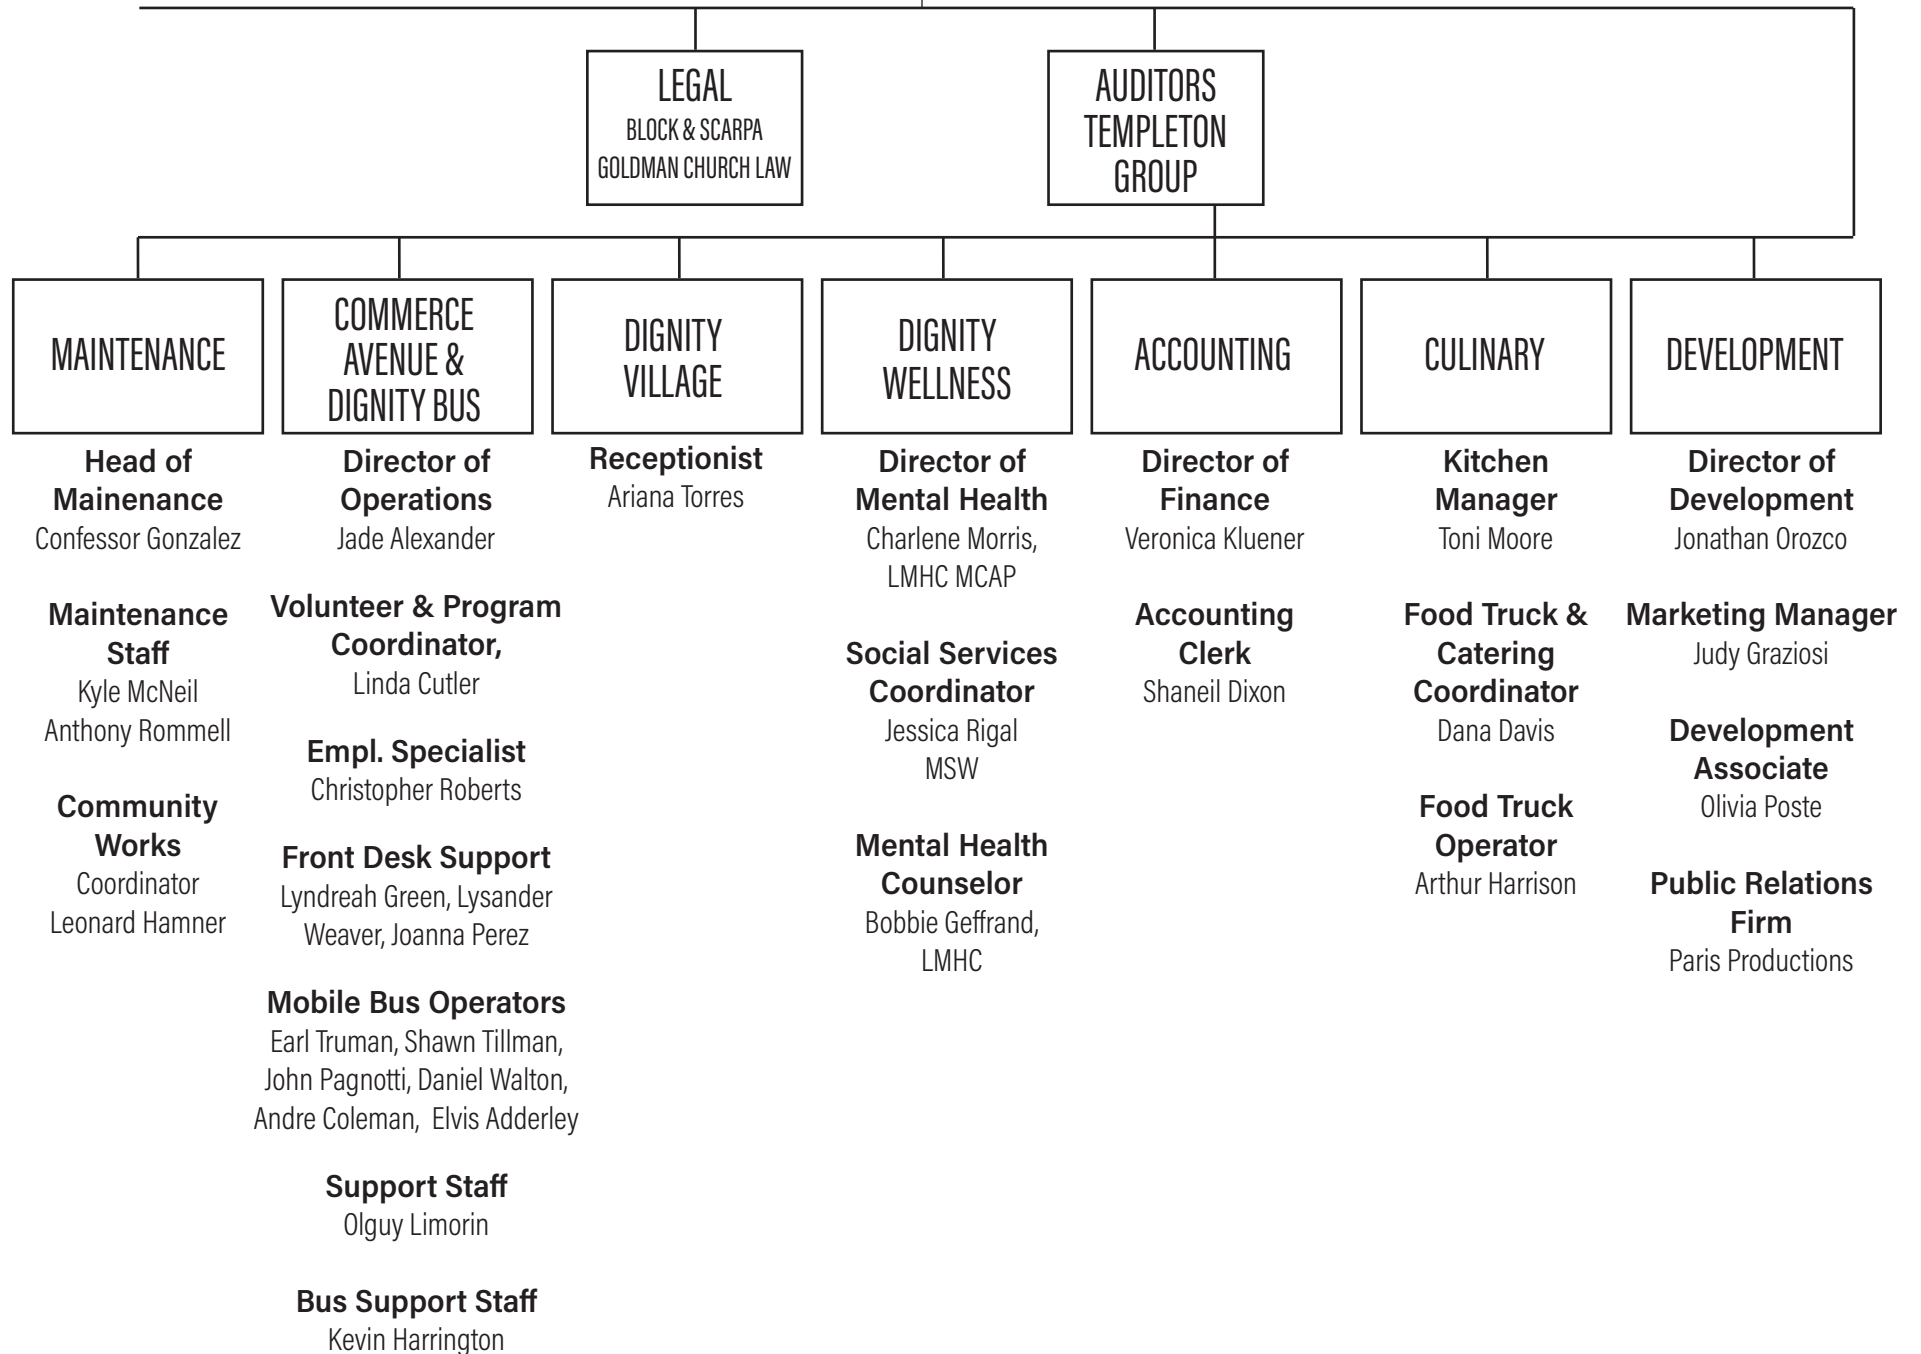 LEGAL
BLOCK & SCARPA
GOLDMAN CHURCH LAW
AUDITORS
TEMPLETON
GROUP
MAINTENANCE
Head of
Mainenance
Confessor Gonzalez
Maintenance
Staff
Kyle McNeil
Anthony Rommell
Community
Works
Coordinator
Leonard Hamner
COMMERCE
AVENUE &
DIGNITY BUS
Director of
Operations
Jade Alexander
Volunteer & Program
Coordinator,
Linda Cutler
Empl. Specialist
Christopher Roberts
Front Desk Support
Lyndreah Green, Lysander
Weaver, Joanna Perez
Mobile Bus Operators
Earl Truman, Shawn Tillman,
John Pagnotti, Daniel Walton,
Andre Coleman, Elvis Adderley
Support Staff
Olguy Limorin
Bus Support Staff
Kevin Harrington
DIGNITY
VILLAGE
Receptionist
Ariana Torres
DIGNITY
WELLNESS
Director of
Mental Health
Charlene Morris,
LMHC MCAP
Social Services
Coordinator
Jessica Rigal
MSW
Mental Health
Counselor
Bobbie Geffrand,
LMHC
ACCOUNTING
Director of
Finance
Veronica Kluener
Accounting
Clerk
Shaneil Dixon
CULINARY
Kitchen
Manager
Toni Moore
Food Truck &
Catering
Coordinator
Dana Davis
Food Truck
Operator
Arthur Harrison
DEVELOPMENT
Director of
Development
Jonathan Orozco
Marketing Manager
Judy Graziosi
Development
Associate
Olivia Poste
Public Relations
Firm
Paris Productions